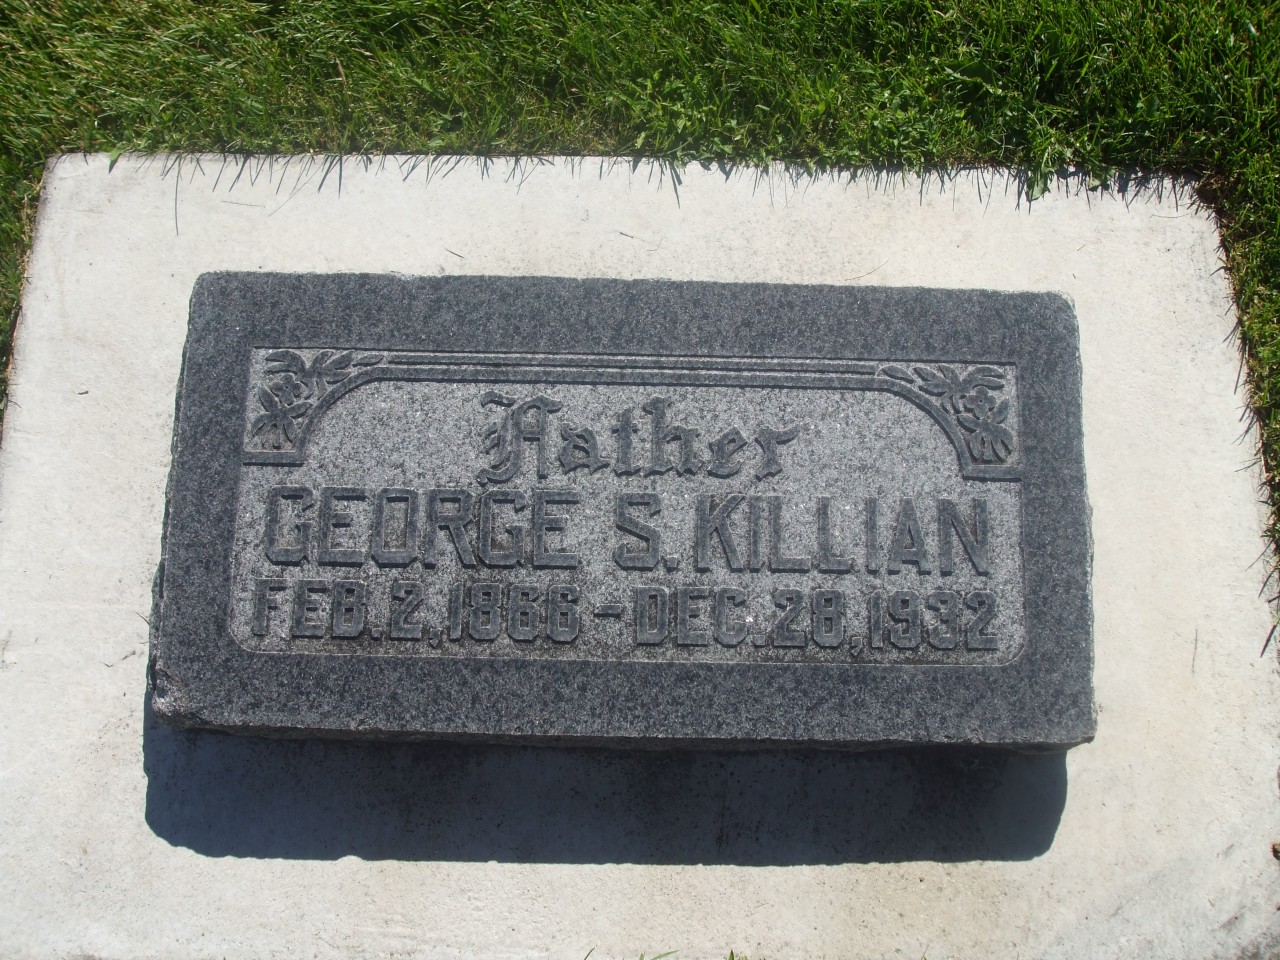 Father
GEORGE S. KILLIAN
FEB. 2, 1866 - DEC. 28, 1932